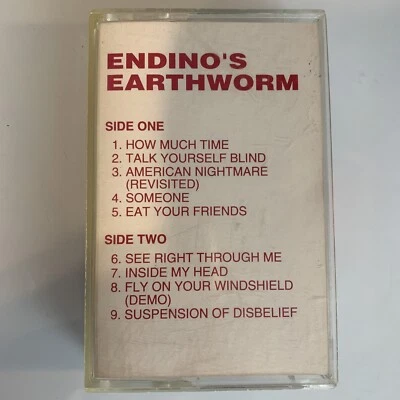 ENDINO'S
EARTHWORM
SIDE ONE
1. HOW MUCH TIME
2. TALK YOURSELF BLIND
3. AMERICAN NIGHTMARE
(REVISITED)
4. SOMEONE
5. EAT YOUR FRIENDS
SIDE TWO
6. SEE RIGHT THROUGH ME
7. INSIDE MY HEAD
8. FLY ON YOUR WINDSHIELD
(DEMO)
9. SUSPENSION OF DISBELIEF